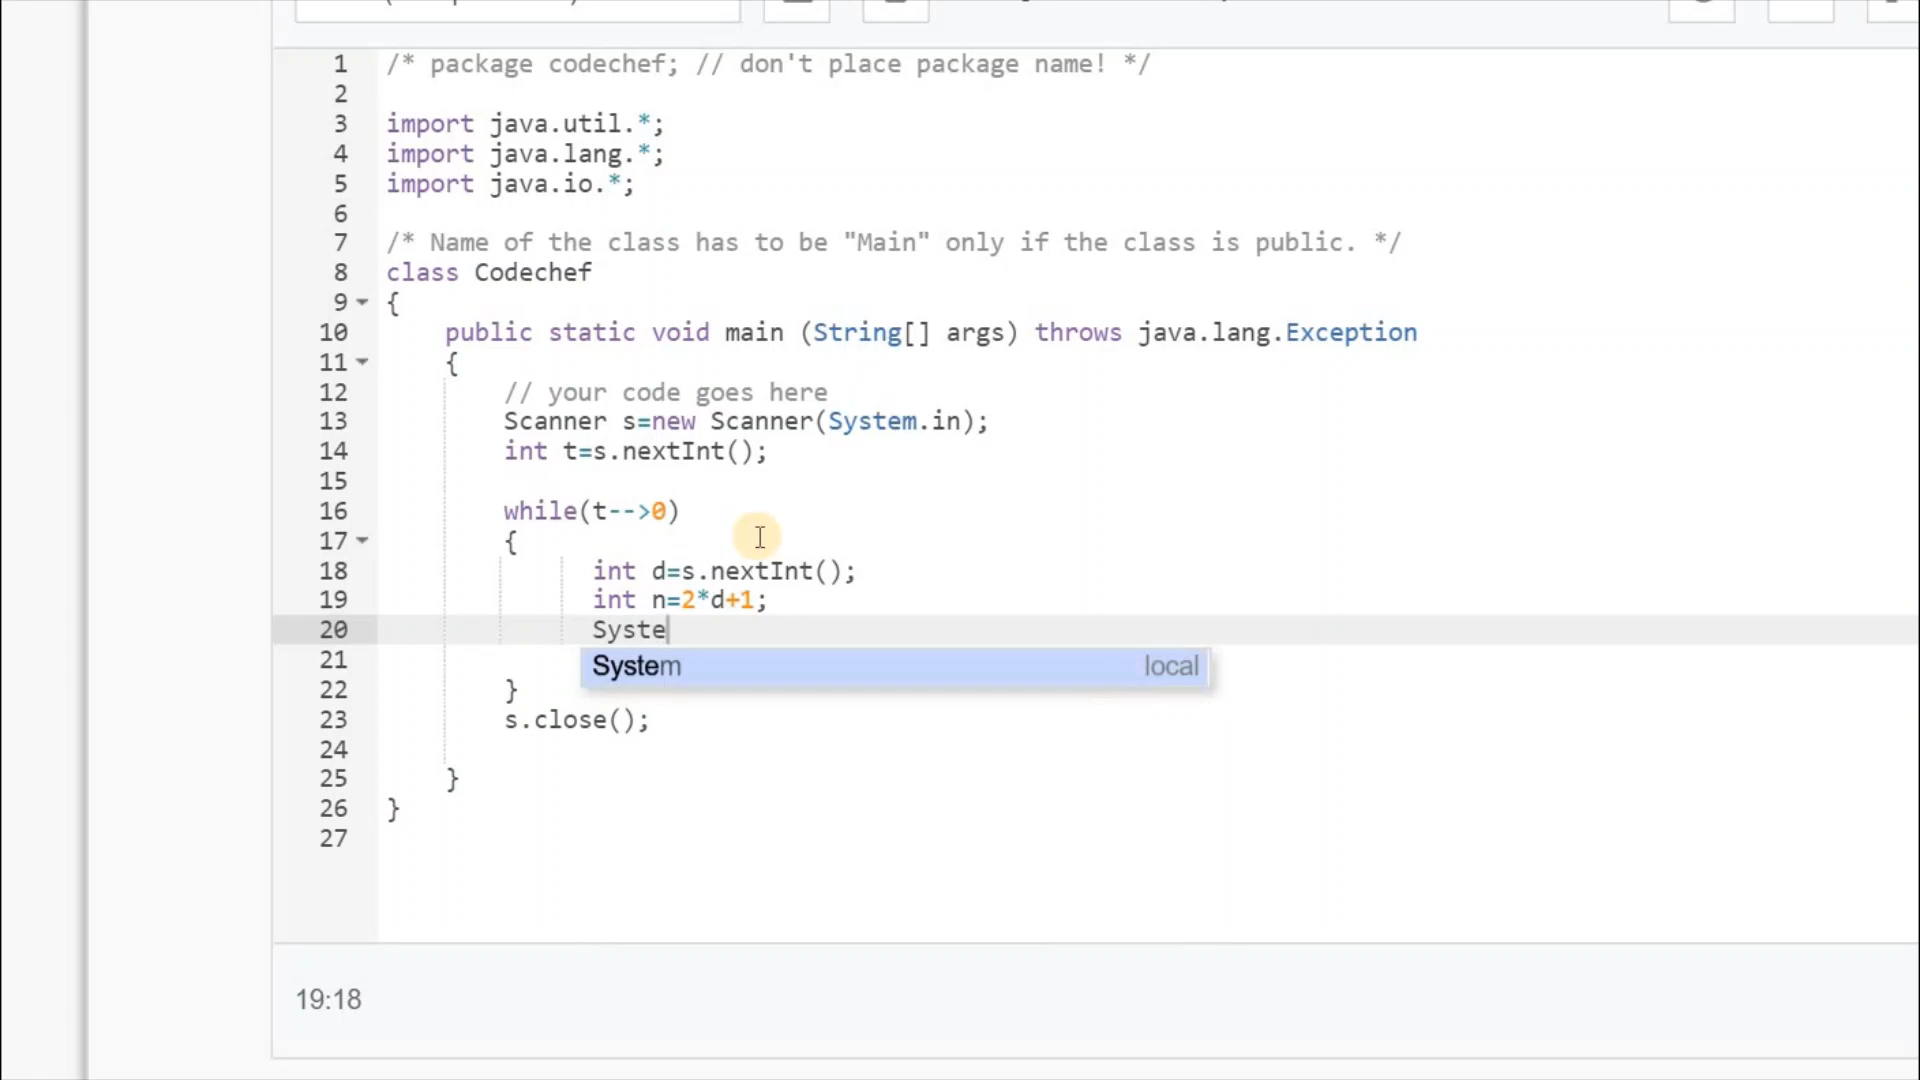 1 /* package codechef; // don't place package name! */
2
3 import java.util.*;
4 import java.lang.*;
5 import java.io.*;
6
7 /* Name of the class has to be "Main" only if the class is public. */
8 class Codechef
9 {
10 public static void main (String[] args) throws java.lang.Exception
11 {
12 // your code goes here
13 Scanner s=new Scanner(System.in);
14 int t=s.nextInt();
15
16 while(t-->0)
17 {
18 int d=s.nextInt();
19 int n=2*d+1;
20 Syste
21 System local
22 }
23 s.close();
24
25 }
26 }
27
19:18